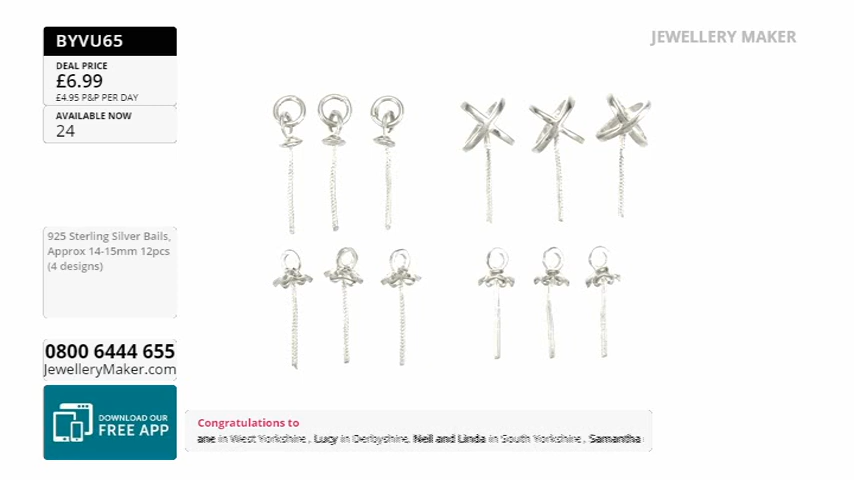 BYVU65
JEWELLERY MAKER
DEAL PRICE
£6.99
£4.95 P&P PER DAY
AVAILABLE NOW
24
925 Sterling Silver Bails,
Approx 14-15mm 12pcs
(4 designs)
0800 6444 655
JewelleryMaker.com
DOWNLOAD OUR
FREE APP
Congratulations to
ane in West Yorkshire, Lucy in Derbyshire, Neil and Linda in South Yorkshire, Samantha